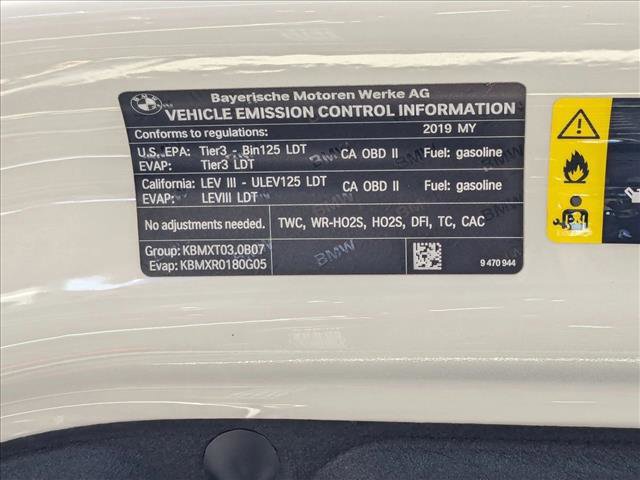 Bayerische Motoren Werke AG
VEHICLE EMISSION CONTROL INFORMATION
Conforms to regulations: 2019 MY
U.S. EPA: Tier3 - Bin125 LDT CA OBD II Fuel: gasoline
EVAP: Tier3 LDT
California: LEV III - ULEV125 LDT CA OBD II Fuel: gasoline
EVAP: LEVIII LDT
No adjustments needed. TWC, WR-HO2S, HO2S, DFI, TC, CAC
Group: KBMXT03.0B07
Evap: KBMXR0180G05
9 470 944